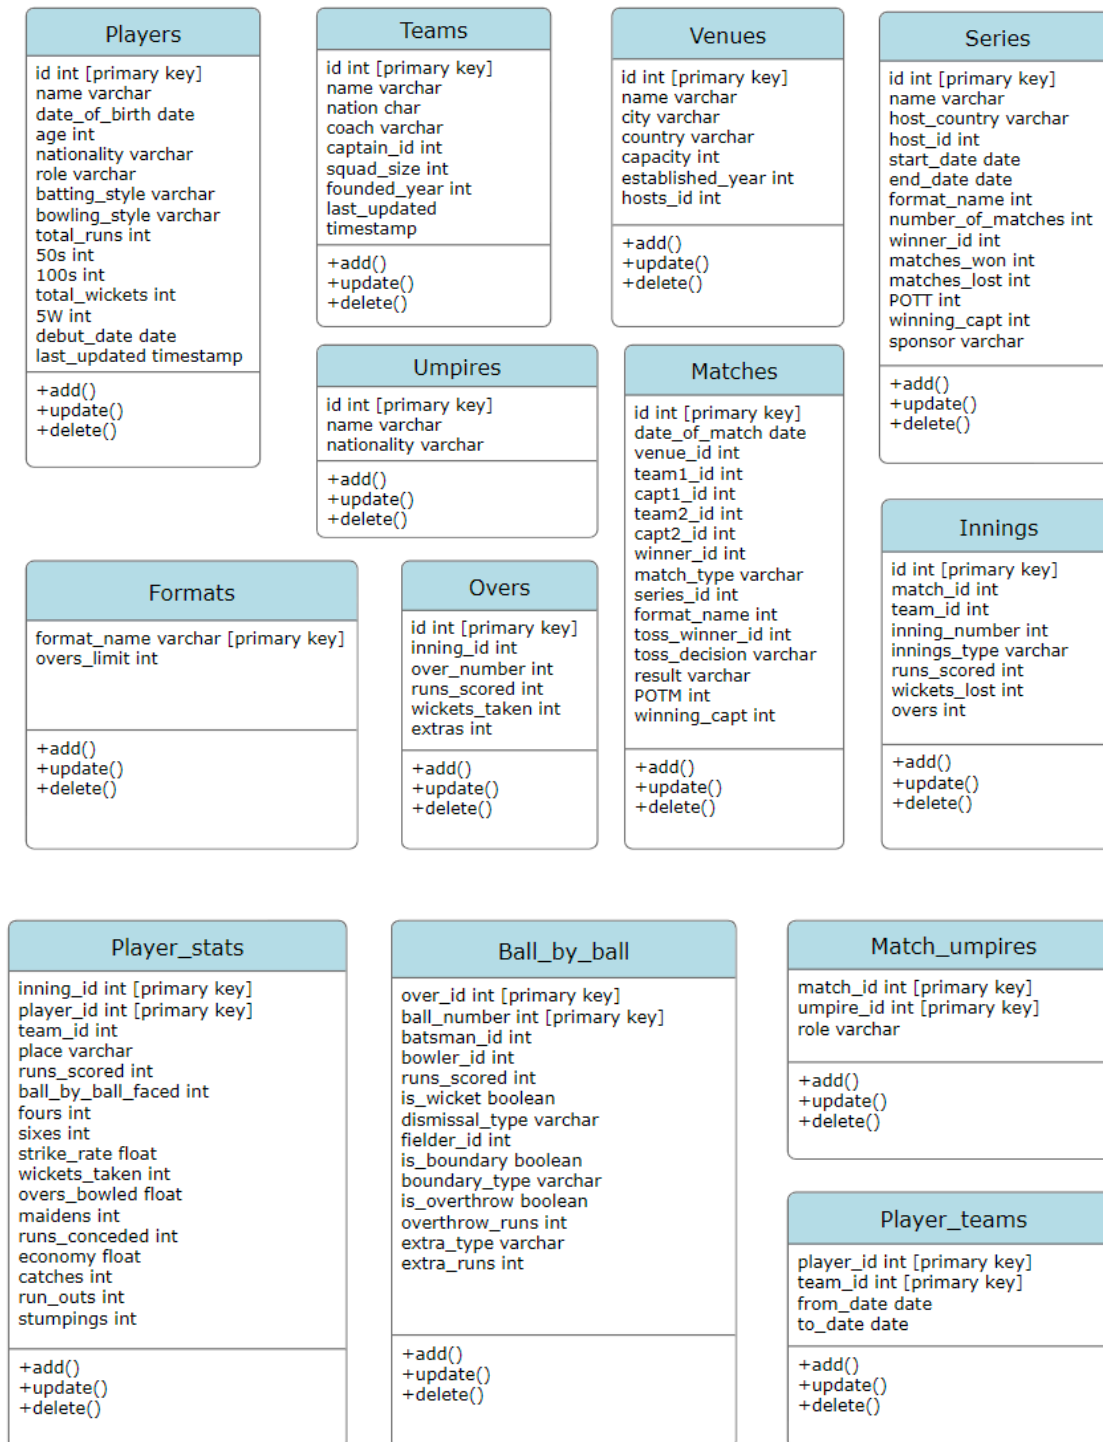 Players
id int [primary key]
name varchar
date_of_birth date
age int
nationality varchar
role varchar
batting_style varchar
bowling_style varchar
total_runs int
50s int
100s int
total_wickets int
5W int
debut_date date
last_updated timestamp
+add()
+update()
+delete()
Teams
id int [primary key]
name varchar
nation char
coach varchar
captain_id int
squad_size int
founded_year int
last_updated
timestamp
+add()
+update()
+delete()
Venues
id int [primary key]
name varchar
city varchar
country varchar
capacity int
established_year int
hosts_id int
+add()
+update()
+delete()
Series
id int [primary key]
name varchar
host_country varchar
host_id int
start_date date
end_date date
format_name int
number_of_matches int
winner_id int
matches_won int
matches_lost int
POTT int
winning_capt int
sponsor varchar
+add()
+update()
+delete()
Umpires
id int [primary key]
name varchar
nationality varchar
+add()
+update()
+delete()
Matches
id int [primary key]
date_of_match date
venue_id int
team1_id int
capt1_id int
team2_id int
capt2_id int
winner_id int
match_type varchar
series_id int
format_name int
toss_winner_id int
toss_decision varchar
result varchar
POTM int
winning_capt int
+add()
+update()
+delete()
Innings
id int [primary key]
match_id int
team_id int
inning_number int
innings_type varchar
runs_scored int
wickets_lost int
overs int
+add()
+update()
+delete()
Formats
format_name varchar [primary key]
overs_limit int
+add()
+update()
+delete()
Overs
id int [primary key]
inning_id int
over_number int
runs_scored int
wickets_taken int
extras int
+add()
+update()
+delete()
Player_stats
inning_id int [primary key]
player_id int [primary key]
team_id int
place varchar
runs_scored int
ball_by_ball_faced int
fours int
sixes int
strike_rate float
wickets_taken int
overs_bowled float
maidens int
runs_conceded int
economy float
catches int
run_outs int
stumpings int
+add()
+update()
+delete()
Ball_by_ball
over_id int [primary key]
ball_number int [primary key]
batsman_id int
bowler_id int
runs_scored int
is_wicket boolean
dismissal_type varchar
fielder_id int
is_boundary boolean
boundary_type varchar
is_overthrow boolean
overthrow_runs int
extra_type varchar
extra_runs int
+add()
+update()
+delete()
Match_umpires
match_id int [primary key]
umpire_id int [primary key]
role varchar
+add()
+update()
+delete()
Player_teams
player_id int [primary key]
team_id int [primary key]
from_date date
to_date date
+add()
+update()
+delete()